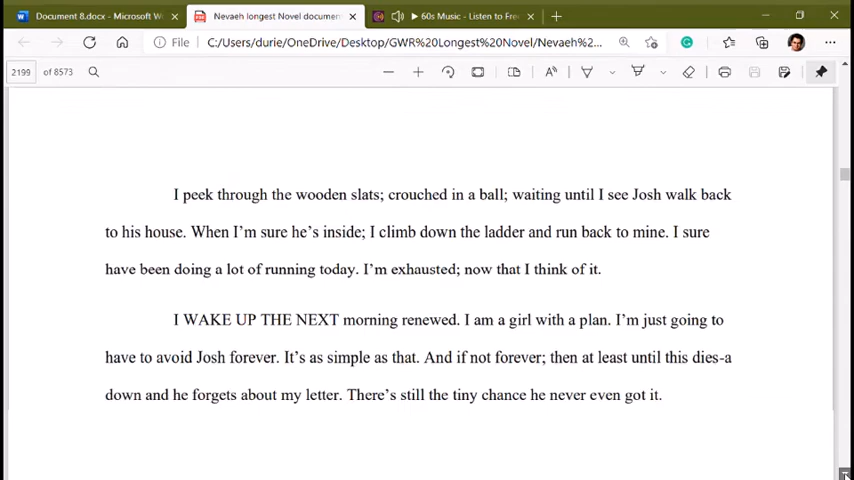 Document 8.docx - Microsoft W
Nevaeh longest Novel documen
60s Music - Listen to Fre
File
C:/Users/durie/OneDrive/Desktop/GWR%20Longest%20Novel/Nevaeh%2...
2199 of 8573
I peek through the wooden slats; crouched in a ball; waiting until I see Josh walk back
to his house. When I'm sure he's inside; I climb down the ladder and run back to mine. I sure
have been doing a lot of running today. I'm exhausted; now that I think of it.
I WAKE UP THE NEXT morning renewed. I am a girl with a plan. I'm just going to
have to avoid Josh forever. It's as simple as that. And if not forever; then at least until this dies-a
down and he forgets about my letter. There's still the tiny chance he never even got it.